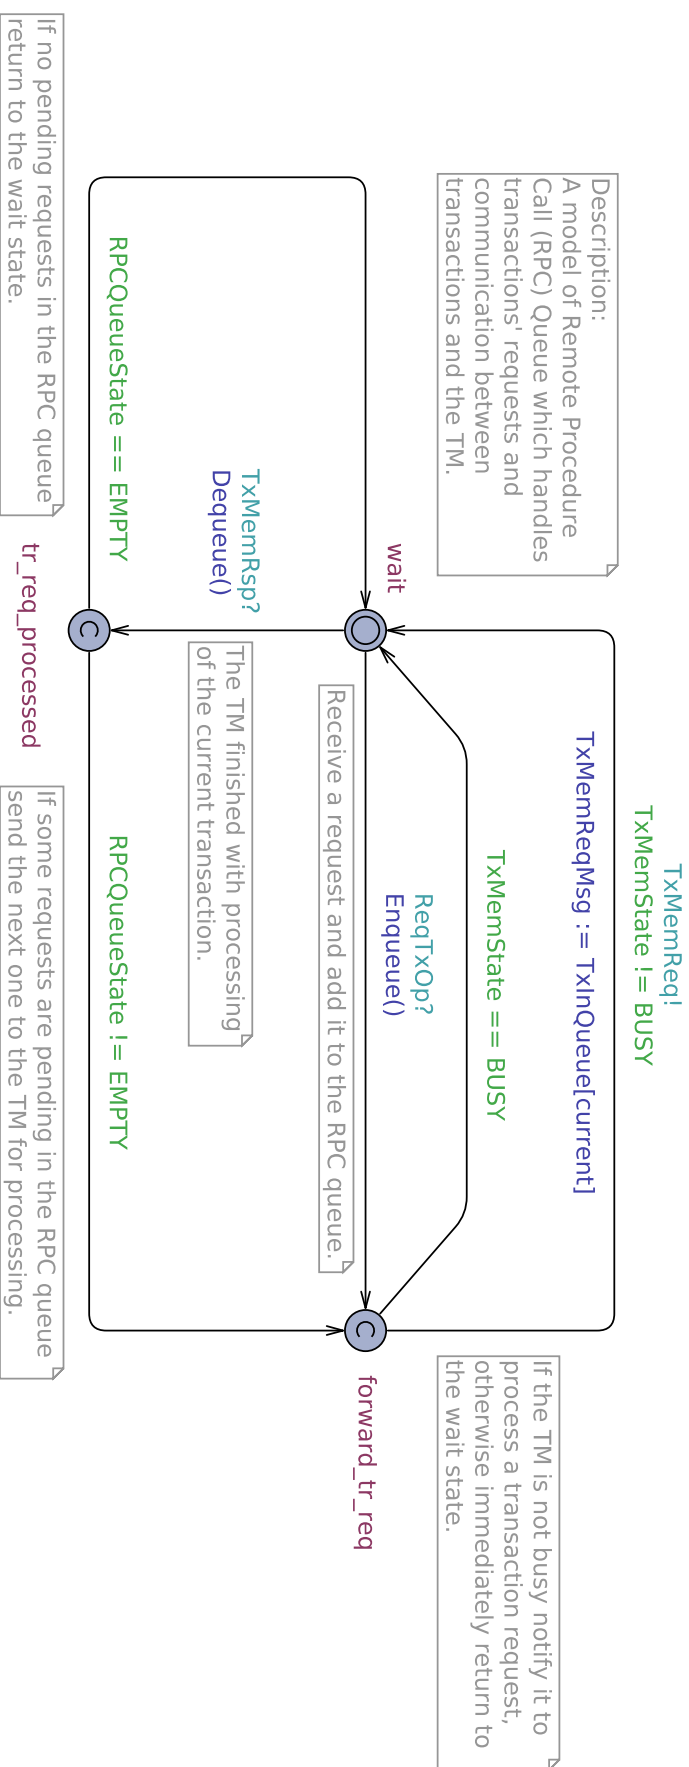 TxMemReq!
TxMemState != BUSY
TxMemReqMsg := TxInQueue[current]
Description:
A model of Remote Procedure
Call (RPC) Queue which handles
transactions' requests and
communication between
transactions and the TM.
If the TM is not busy notify it to
process a transaction request,
otherwise immediately return to
the wait state.
TxMemState == BUSY
ReqTxOp?
Enqueue()
wait
forward_tr_req
C
Receive a request and add it to the RPC queue.
TxMemRsp?
Dequeue()
The TM finished with processing
of the current transaction.
RPCQueueState == EMPTY
RPCQueueState != EMPTY
C
tr_req_processed
If no pending requests in the RPC queue
return to the wait state.
If some requests are pending in the RPC queue
send the next one to the TM for processing.